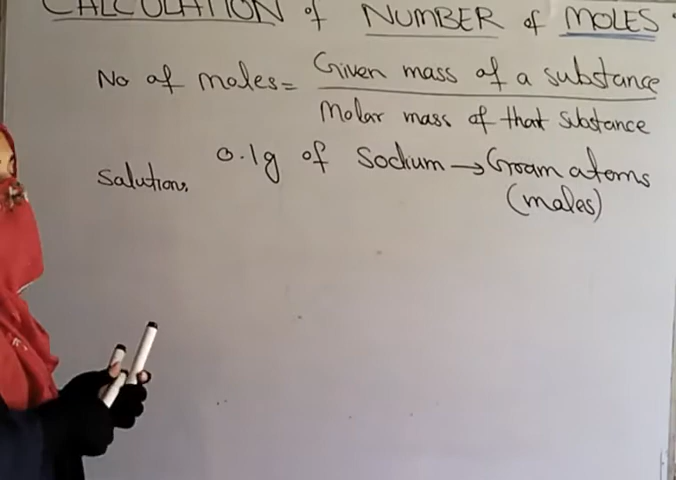 CALCULATION of NUMBER of MOLES.
No of moles = Given mass of a substance
Molar mass of that substance
0.1g of Sodium → Gram atoms
Solution,
(moles)